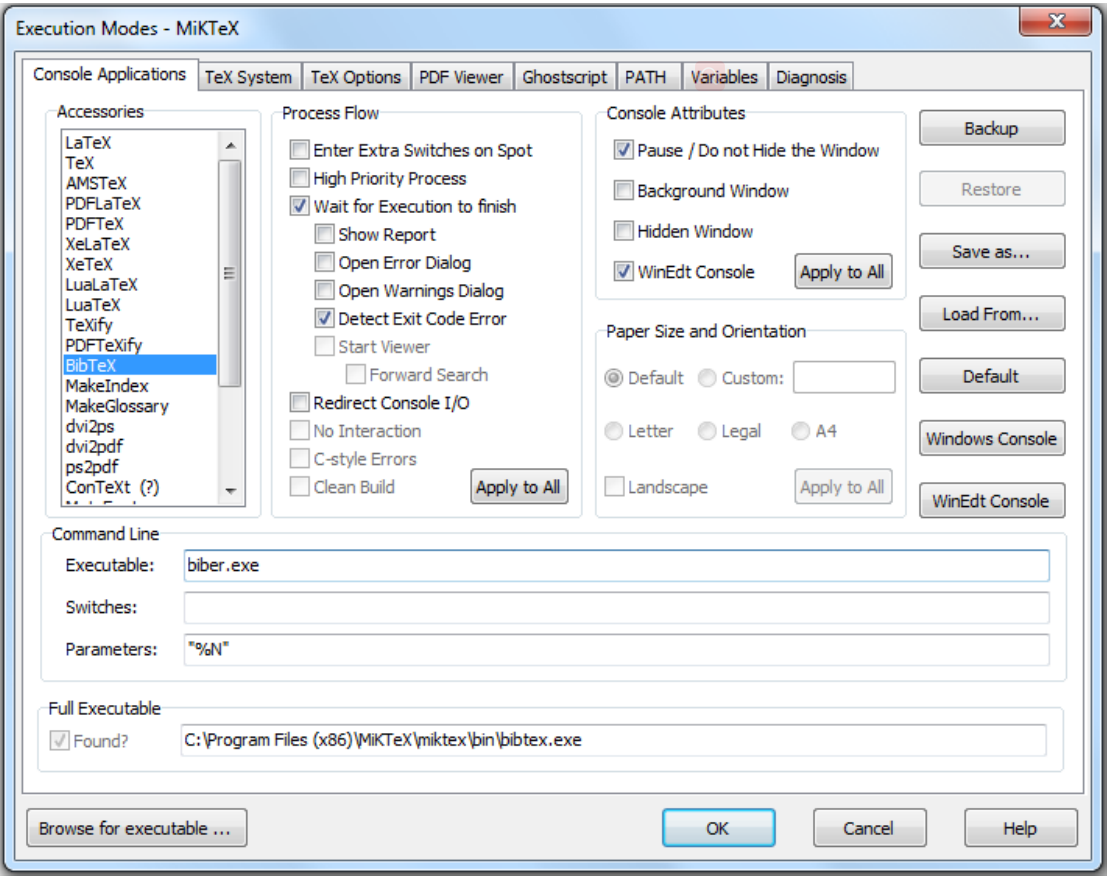 Execution Modes - MiKTeX
Console Applications TeX System TeX Options PDF Viewer Ghostscript PATH Variables Diagnosis
Accessories
LaTeX
TeX
AMSTeX
PDFLaTeX
PDFTeX
XeLaTeX
XeTeX
LuaLaTeX
LuaTeX
TeXify
PDFTeXify
BibTeX
MakeIndex
MakeGlossary
dvi2ps
dvi2pdf
ps2pdf
ConTeXt (?)
Process Flow
Enter Extra Switches on Spot
High Priority Process
Wait for Execution to finish
Show Report
Open Error Dialog
Open Warnings Dialog
Detect Exit Code Error
Start Viewer
Forward Search
Redirect Console I/O
No Interaction
C-style Errors
Clean Build Apply to All
Console Attributes
Pause / Do not Hide the Window
Background Window
Hidden Window
WinEdt Console Apply to All
Paper Size and Orientation
Default Custom:
Letter Legal A4
Landscape Apply to All
Backup
Restore
Save as...
Load From...
Default
Windows Console
WinEdt Console
Command Line
Executable: biber.exe
Switches:
Parameters: "%N"
Full Executable
Found? C:\Program Files (x86)\MiKTeX\miktex\bin\bibtex.exe
Browse for executable ... OK Cancel Help